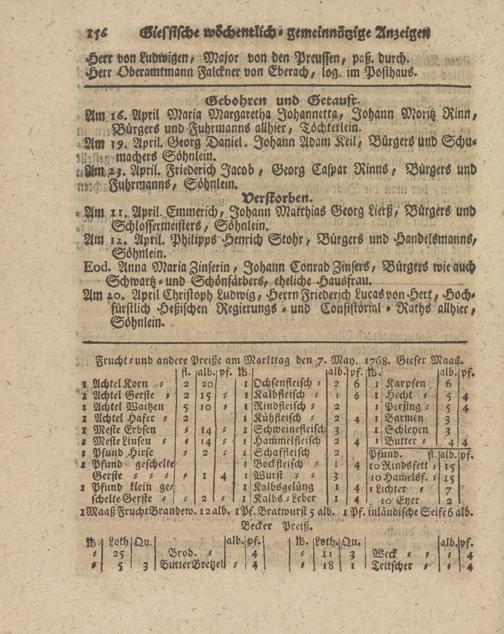 156 Giessische wöchentlich-gemeinnützige Anzeigen
Herr von Ludwigen, Major von den Preussen, paß. durch.
Herr Oberamtmann Falckner von Eberach, log. im Posthaus.
Gebohren und Getauft.
Am 16. April Maria Margaretha Johannetta, Johann Moritz Rinn,
Bürgers und Fuhrmanns allhier, Töchterlein.
Am 19. April. Georg Daniel. Johann Adam Keil, Bürgers und Schu-
machers Söhnlein.
Am 23. April. Friederich Jacob, Georg Caspar Rinns, Bürgers und
Fuhrmanns, Söhnlein.
Verstorben.
Am 11. April. Emmerich, Johann Matthias Georg Lierß, Bürgers und
Schlossermeisters, Söhnlein.
Am 12. April. Philipps Henrich Stohr, Bürgers und Handelsmanns,
Söhnlein.
Eod. Anna Maria Zinserin, Johann Conrad Zinsers, Bürgers wie auch
Schwartz- und Schönfärbers, eheliche Hausfrau.
Am 20. April Christoph Ludwig, Herrn Friederich Lucas von Hert, Hoch-
fürstlich Heßischen Regierungs- und Consistorial-Raths allhier,
Söhnlein.
Frucht-und andere Preiße am Markttag den 7. May. 1768. Gieser Maas.
fl. alb. pf. tb. alb. pf. tb. alb. pf.
1 Achtel Korn 2 20 1 Ochsenfleisch 2 6 1 Karpfen 6
1 Achtel Gerste 2 15 1 Kalbfleisch 1 6 1 Hecht 5 4
1 Achtel Waitzen 5 10 1 Rindfleisch 2 1 Persing 5 4
1 Achtel Hafer 2 1 Kühfleisch 2 4 1 Barmen 3
1 Meste Erbsen 14 1 Schweinefleisch 3 1 Schleyen 3
1 Meste Linsen 14 1 Hammelfleisch 2 4 1 Butter 4 4
1 Pfund Hirse 2 1 Schaffleisch 2 Pfund. fl. alb. pf.
1 Pfund geschelte 1 Bockfleisch 1 4 10 Rindsfett 1 15
Gerste 1 4 1 Wurst 3 10 Hamelsf. 1 15
1 Pfund klein ge- 1 Kalbsgelüng 1 4 1 Lichter 7
schelte Gerste 2 1 Kalbs-Leber 1 4 10 Eyer 2
1 Maaß Frucht Brandew. 12 alb. 1 Pf. Bratwurst 5 alb. 1 Pf. inländische Seife 6 alb.
Becker Preiß.
tb. Loth Qu. alb. pf. tb. Loth. Qu. alb. pf.
25 Brod. 4 11 3 Weck 4
5 3 Butter Bretzel 4 18 1 Teitscher 4